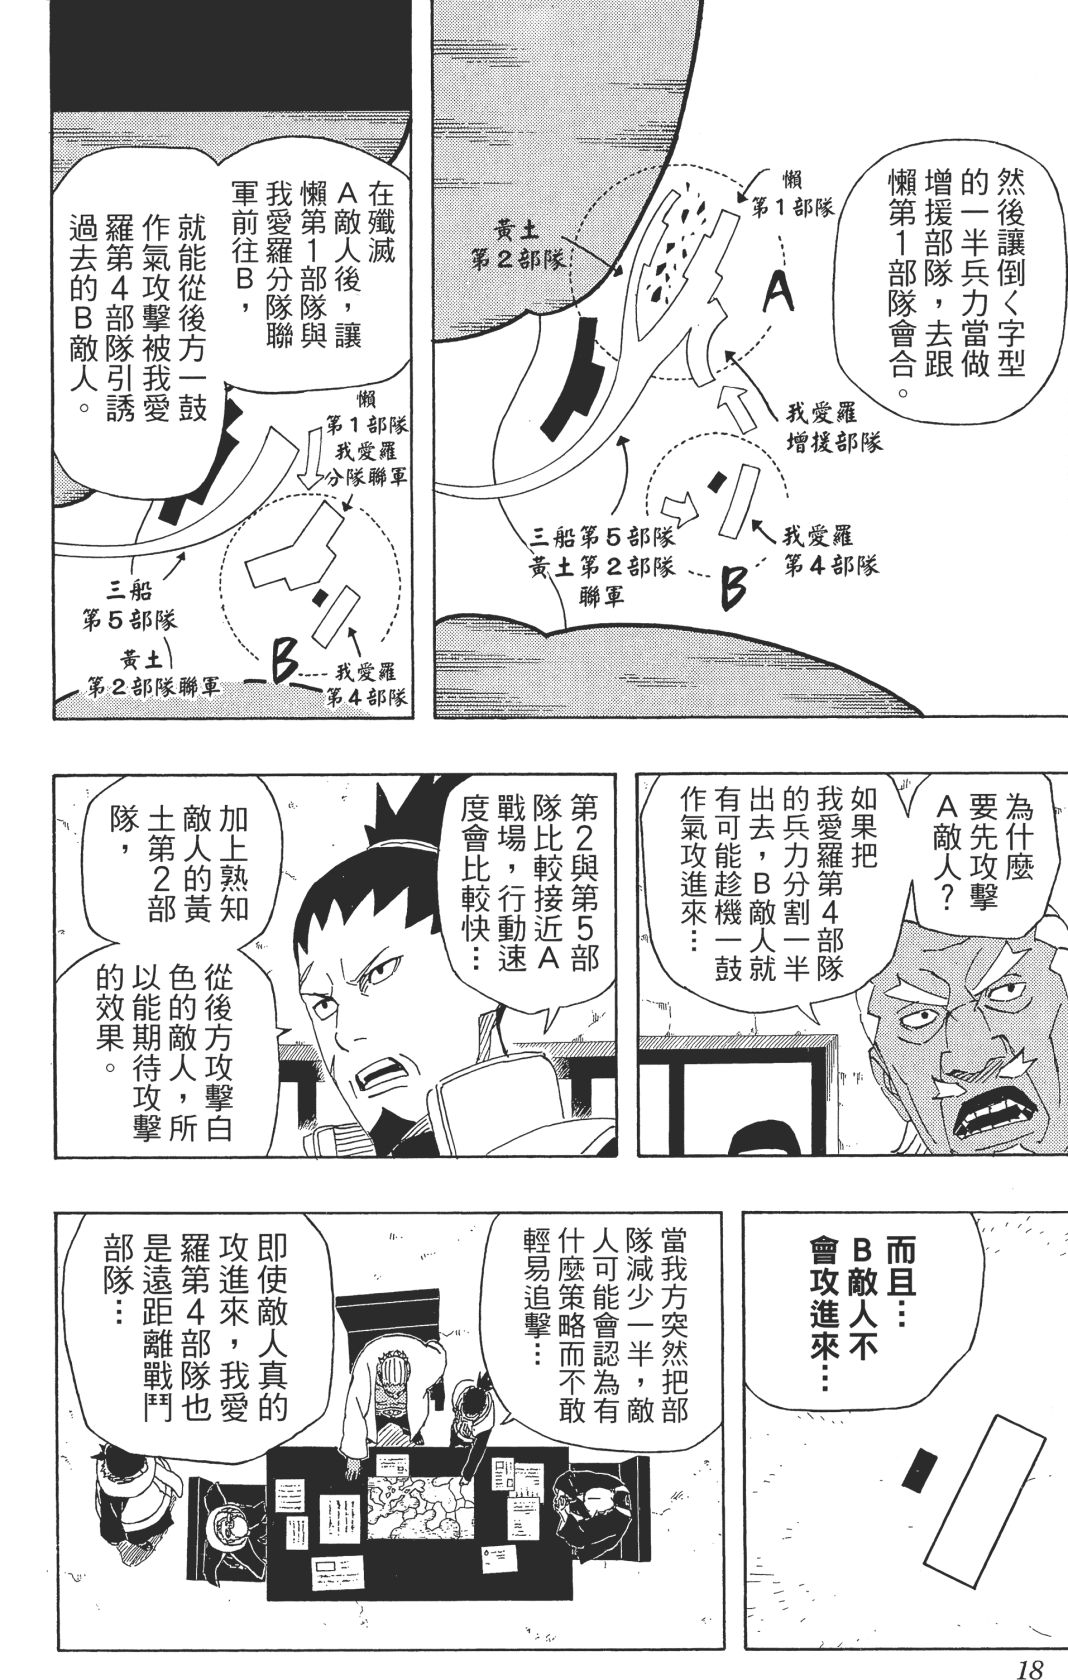 然後讓倒く字型
的一半兵力當做
增援部隊，去跟
懶第1部隊會合。
懶
第1部隊
黃土
第2部隊
A
我愛羅
增援部隊
三船第5部隊
黃土第2部隊
聯軍
我愛羅
第4部隊
B
在殲滅
A敵人後，讓
懶第1部隊與
我愛羅分隊聯
軍前往B，
就能從後方一鼓
作氣攻擊被我愛
羅第4部隊引誘
過去的B敵人。
懶
第1部隊
我愛羅
分隊聯軍
三船
第5部隊
黃土
第2部隊聯軍
B
我愛羅
第4部隊
為什麼
要先攻擊
A敵人？
如果把
我愛羅第4部隊
的兵力分割一半
出去，B敵人就
有可能趁機一鼓
作氣攻進來…
第2與第5部
隊比較接近A
戰場，行動速
度會比較快…
加上熟知
敵人的黃
土第2部
隊，
從後方攻擊白
色的敵人，所
以能期待攻擊
的效果。
而且…
B敵人不
會攻進來…
當我方突然把部
隊減少一半，敵
人可能會認為有
什麼策略而不敢
輕易追擊…
即使敵人真的
攻進來，我愛
羅第4部隊也
是遠距離戰鬥
部隊…
18